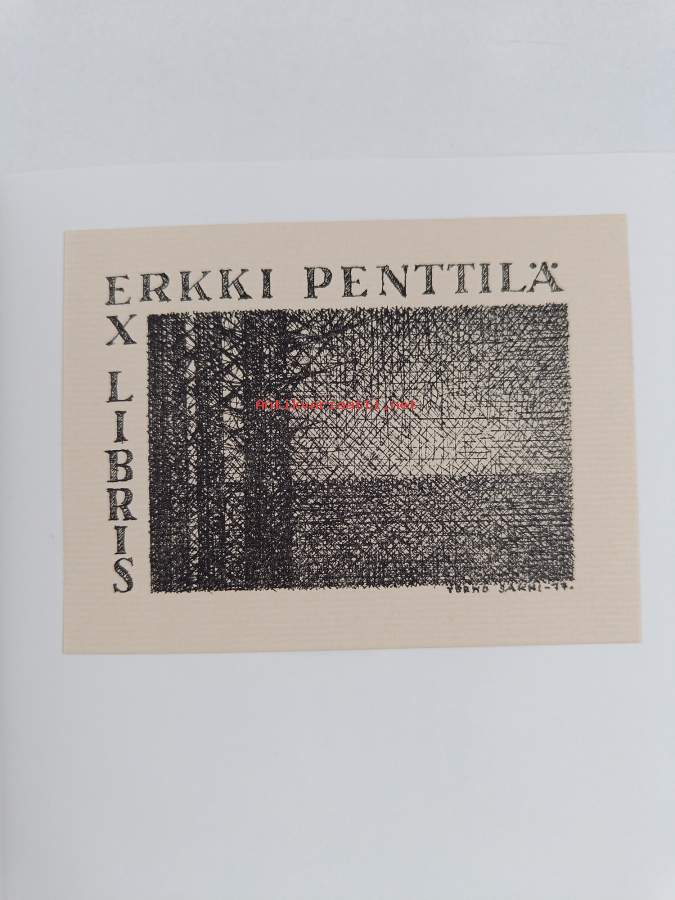 ERKKI PENTTILÄ
EX LIBRIS
Antikvariaatti.net